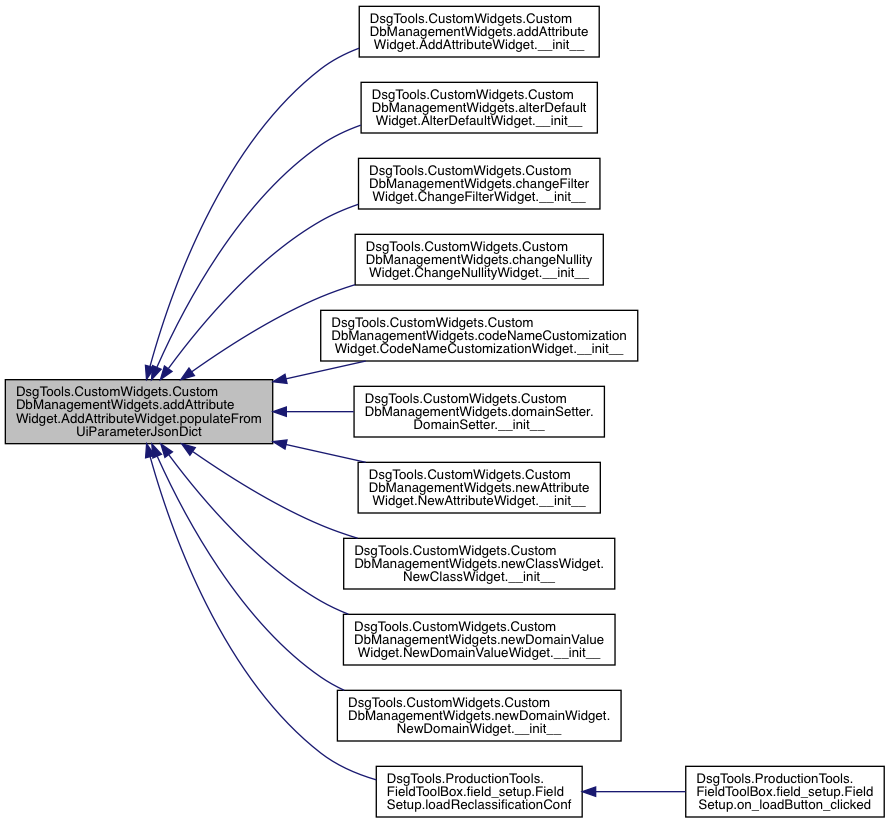 DsgTools.CustomWidgets.Custom
DbManagementWidgets.addAttribute
Widget.AddAttributeWidget.__init__
DsgTools.CustomWidgets.Custom
DbManagementWidgets.alterDefault
Widget.AlterDefaultWidget.__init__
DsgTools.CustomWidgets.Custom
DbManagementWidgets.changeFilter
Widget.ChangeFilterWidget.__init__
DsgTools.CustomWidgets.Custom
DbManagementWidgets.changeNullity
Widget.ChangeNullityWidget.__init__
DsgTools.CustomWidgets.Custom
DbManagementWidgets.codeNameCustomization
Widget.CodeNameCustomizationWidget.__init__
DsgTools.CustomWidgets.Custom
DbManagementWidgets.addAttribute
Widget.AddAttributeWidget.populateFrom
UiParameterJsonDict
DsgTools.CustomWidgets.Custom
DbManagementWidgets.domainSetter.
DomainSetter.__init__
DsgTools.CustomWidgets.Custom
DbManagementWidgets.newAttribute
Widget.NewAttributeWidget.__init__
DsgTools.CustomWidgets.Custom
DbManagementWidgets.newClassWidget.
NewClassWidget.__init__
DsgTools.CustomWidgets.Custom
DbManagementWidgets.newDomainValue
Widget.NewDomainValueWidget.__init__
DsgTools.CustomWidgets.Custom
DbManagementWidgets.newDomainWidget.
NewDomainWidget.__init__
DsgTools.ProductionTools.
FieldToolBox.field_setup.Field
Setup.loadReclassificationConf
DsgTools.ProductionTools.
FieldToolBox.field_setup.Field
Setup.on_loadButton_clicked